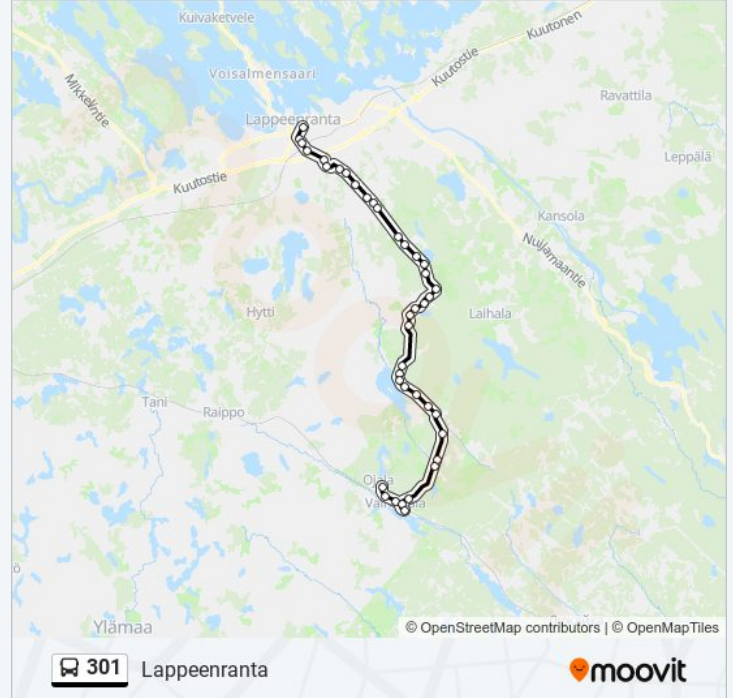 Kuivaketvele
Kuutonen
Kuutostie
Voisalmensaari
Mikkelintie
Ravattila
Lappeenranta
Leppälä
Kuutostie
Kansola
Nuijamaantie
Hytti
Laihala
Tani
Raippo
Ojala
Vainikkala
ö
Ylämaa
© OpenStreetMap contributors | © OpenMapTiles
301 Lappeenranta
moovit